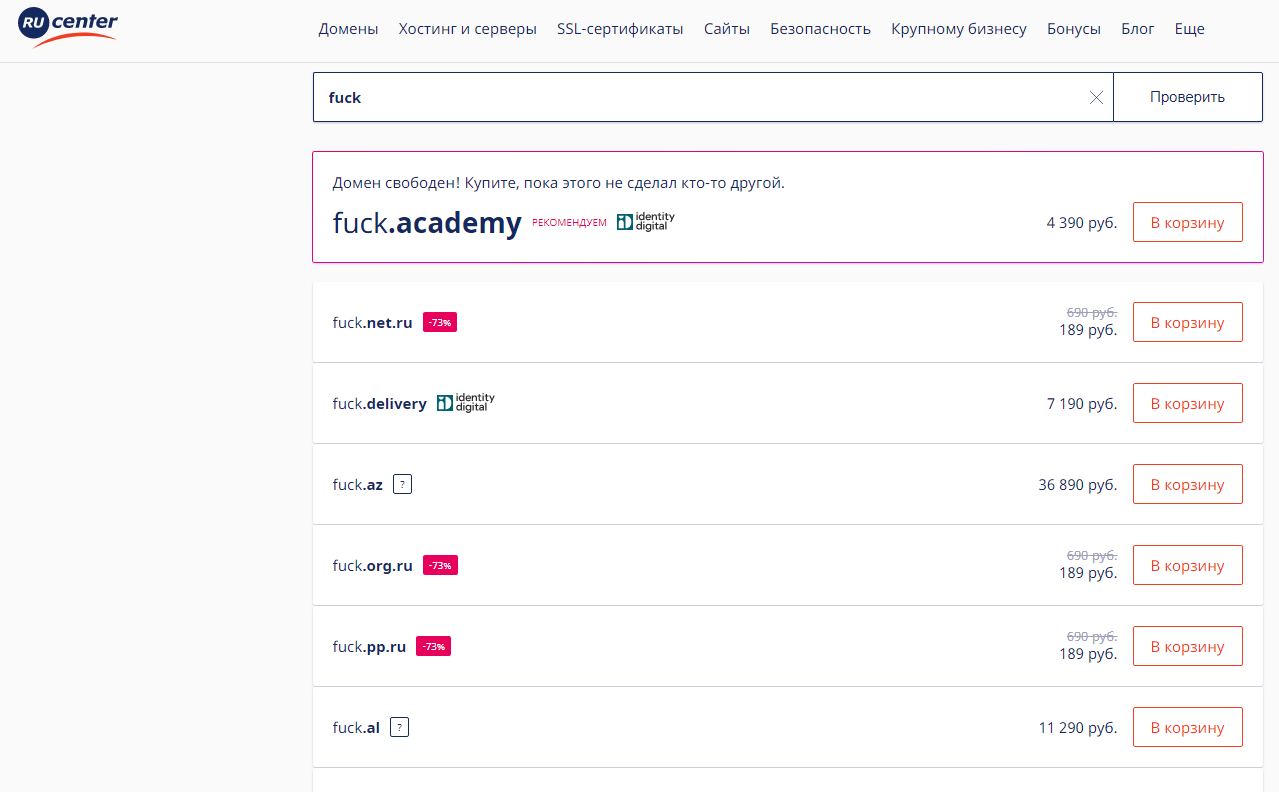 RU center
Домены Хостинг и серверы SSL-сертификаты Сайты Безопасность Крупному бизнесу Бонусы Блог Еще
fuck Проверить
Домен свободен! Купите, пока этого не сделал кто-то другой.
fuck.academy РЕКОМЕНДУЕМ identity digital 4 390 руб. В корзину
690 руб.
fuck.net.ru -73% 189 руб. В корзину
fuck.delivery identity digital 7 190 руб. В корзину
fuck.az ? 36 890 руб. В корзину
690 руб.
fuck.org.ru -73% 189 руб. В корзину
690 руб.
fuck.pp.ru -73% 189 руб. В корзину
fuck.al ? 11 290 руб. В корзину